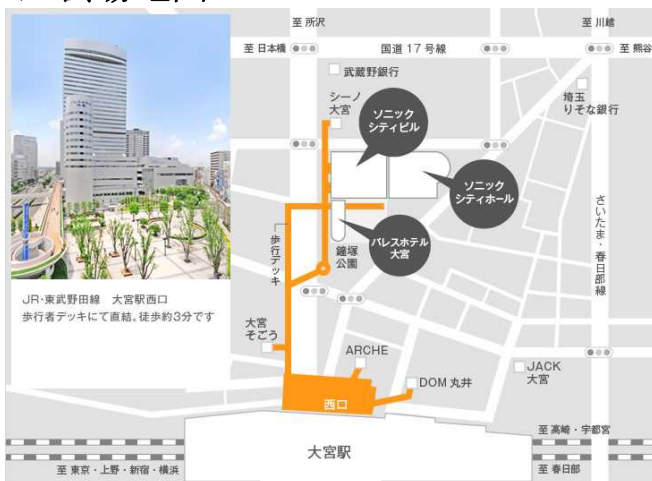 至 所沢
至 川越
至 日本橋
国道 17 号線
至 熊谷
武蔵野銀行
シーノ
大宮
ソニック
シティビル
埼玉
りそな銀行
ソニック
シティホール
さいたま・春日部線
歩行デッキ
鐘塚
公園
パレスホテル
大宮
JR・東武野田線 大宮駅西口
歩行者デッキにて直結。徒歩約3分です
大宮
そごう
ARCHE
DOM 丸井
JACK
大宮
西口
大宮駅
至 高崎・宇都宮
至 東京・上野・新宿・横浜
至 春日部